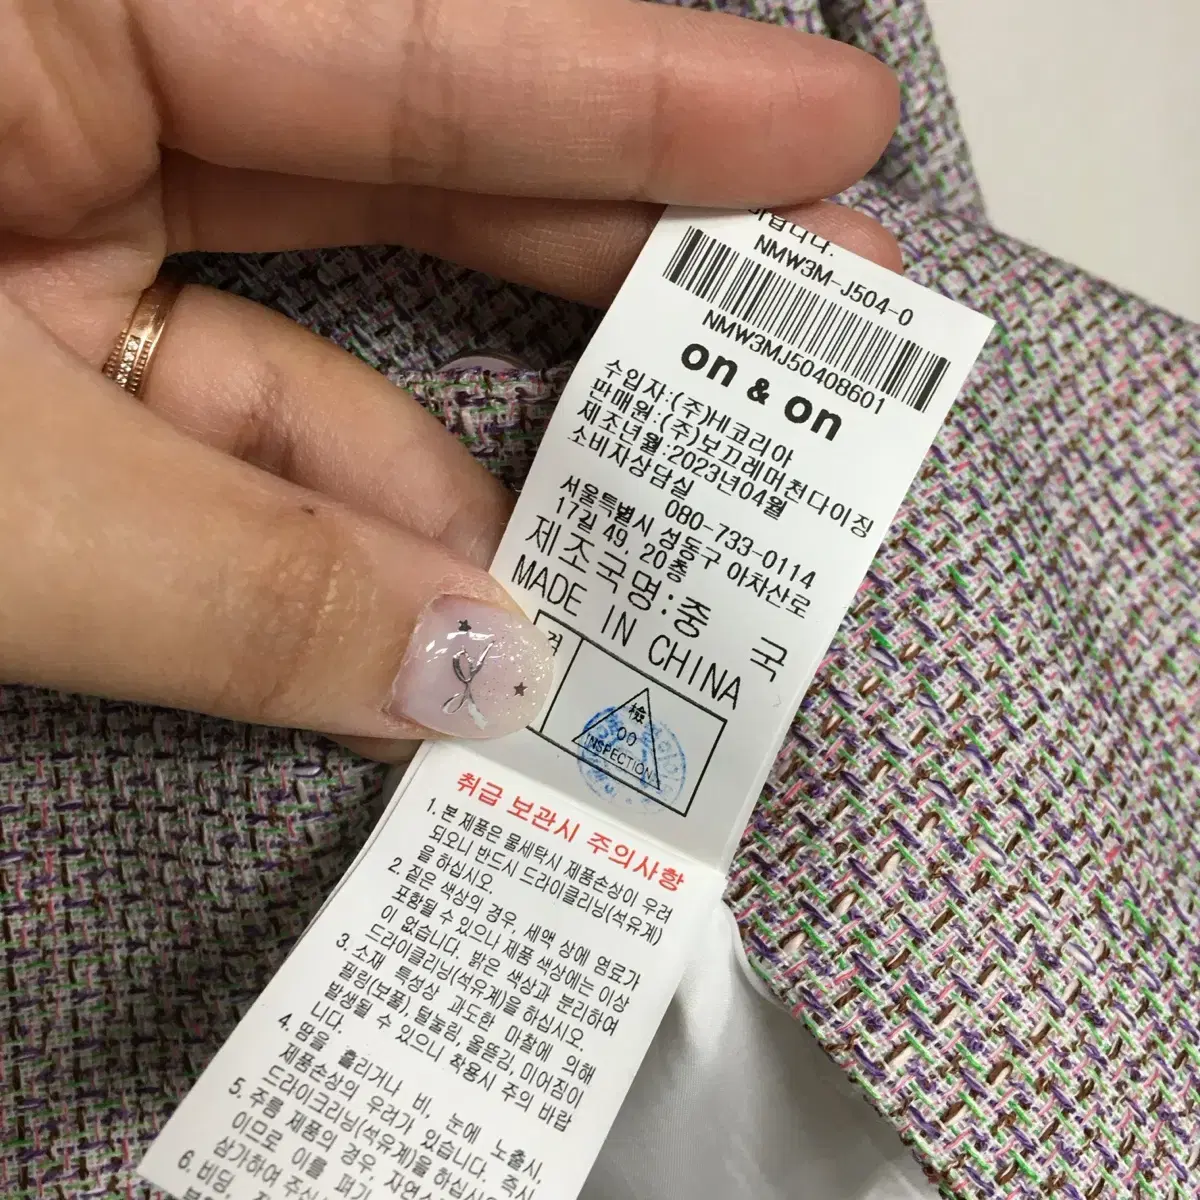 바랍니다.
NMW3M-J504-0
NMW3MJ50408601
on & on
수입자:(주)비코리아
판매원:(주)보끄레머천다이징
제조년월:2023년04월
소비자상담실
080-733-0114
서울특별시 성동구 아차산로
17길 49, 20층
제조국명:중 국
MADE IN CHINA
검
檢
00
INSPECTION
취급 보관시 주의사항
1. 본 제품은 물세탁시 제품손상이 우려
되오니 반드시 드라이클리닝(석유계)
을 하십시오.
2. 짙은 색상의 경우, 세액 상에 염료가
포함될 수 있으나 제품 색상에는 이상
이 없습니다. 밝은 색상과 분리하여
드라이클리닝(석유계)을 하십시오.
3. 소재 특성상 과도한 마찰에 의해
필링(보풀), 털눌림, 올뜯김, 미어짐이
발생될 수 있으니 착용시 주의 바랍
니다.
4. 땀을 흘리거나 비, 눈에 노출시,
제품손상의 우려가 있습니다. 즉시
드라이크리닝(석유계)을 하십시오.
5. 주름 제품의 경우, 자연스
이므로 이를 펴기
삼가하여 주십시
6. 비딩,